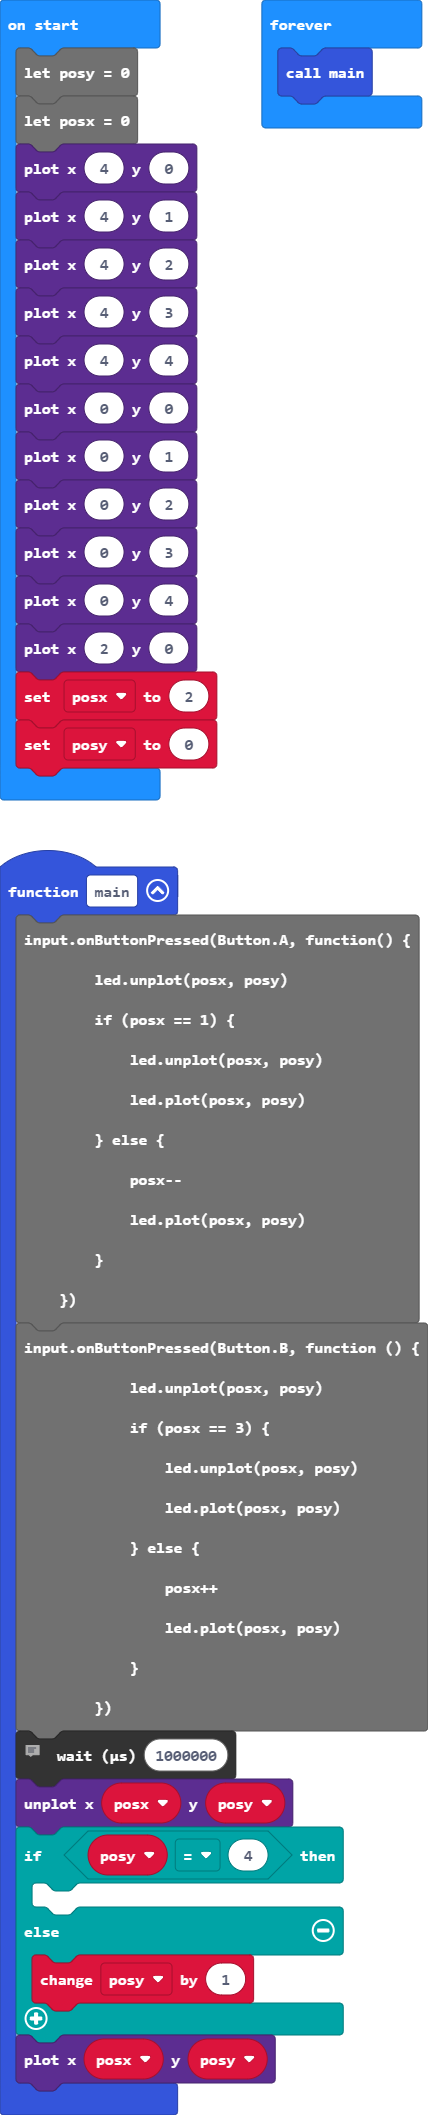 on start
let posy = 0
let posx = 0
plot x 4 y 0
plot x 4 y 1
plot x 4 y 2
plot x 4 y 3
plot x 4 y 4
plot x 0 y 0
plot x 0 y 1
plot x 0 y 2
plot x 0 y 3
plot x 0 y 4
plot x 2 y 0
set posx to 2
set posy to 0
forever
call main
function main
input.onButtonPressed(Button.A, function() {
led.unplot(posx, posy)
if (posx == 1) {
led.unplot(posx, posy)
led.plot(posx, posy)
} else {
posx--
led.plot(posx, posy)
}
})
input.onButtonPressed(Button.B, function () {
led.unplot(posx, posy)
if (posx == 3) {
led.unplot(posx, posy)
led.plot(posx, posy)
} else {
posx++
led.plot(posx, posy)
}
})
wait (µs) 1000000
unplot x posx y posy
if posy = 4 then
else
change posy by 1
plot x posx y posy